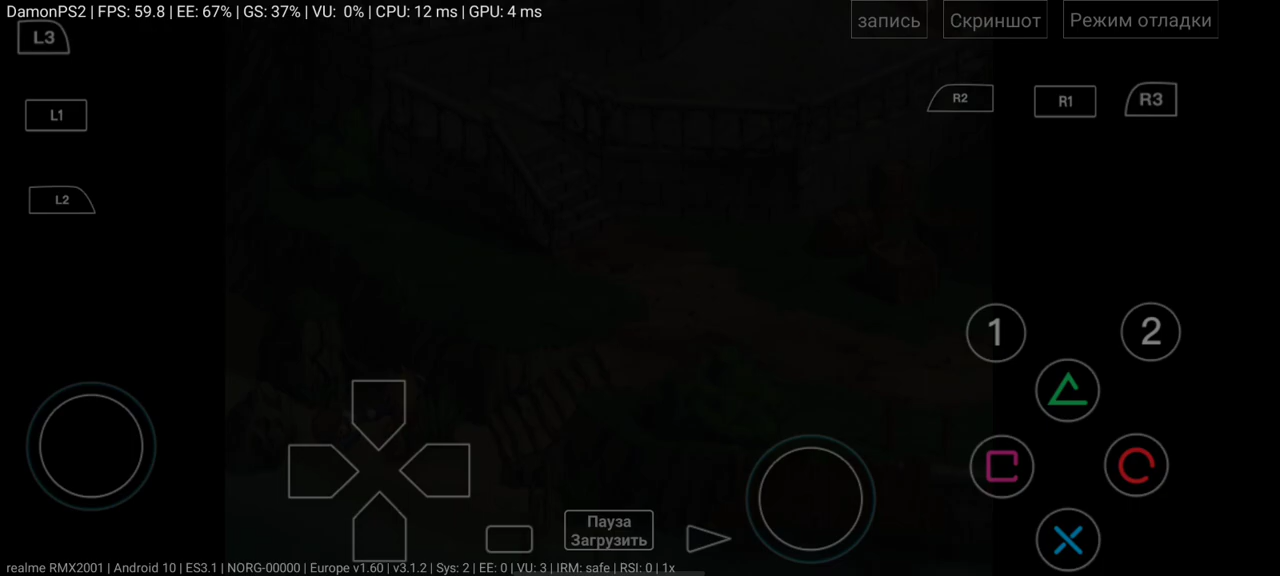 DamonPS2 | FPS: 59.8 | EE: 67% | GS: 37% | VU: 0% | CPU: 12 ms | GPU: 4 ms
запись
Скриншот
Режим отладки
L3
L1
L2
R2
R1
R3
1
2
Пауза
Загрузить
realme RMX2001 | Android 10 | ES3.1 | NORG-00000 | Europe v1.60 | v3.1.2 | Sys: 2 | EE: 0 | VU: 3 | IRM: safe | RSI: 0 | 1x